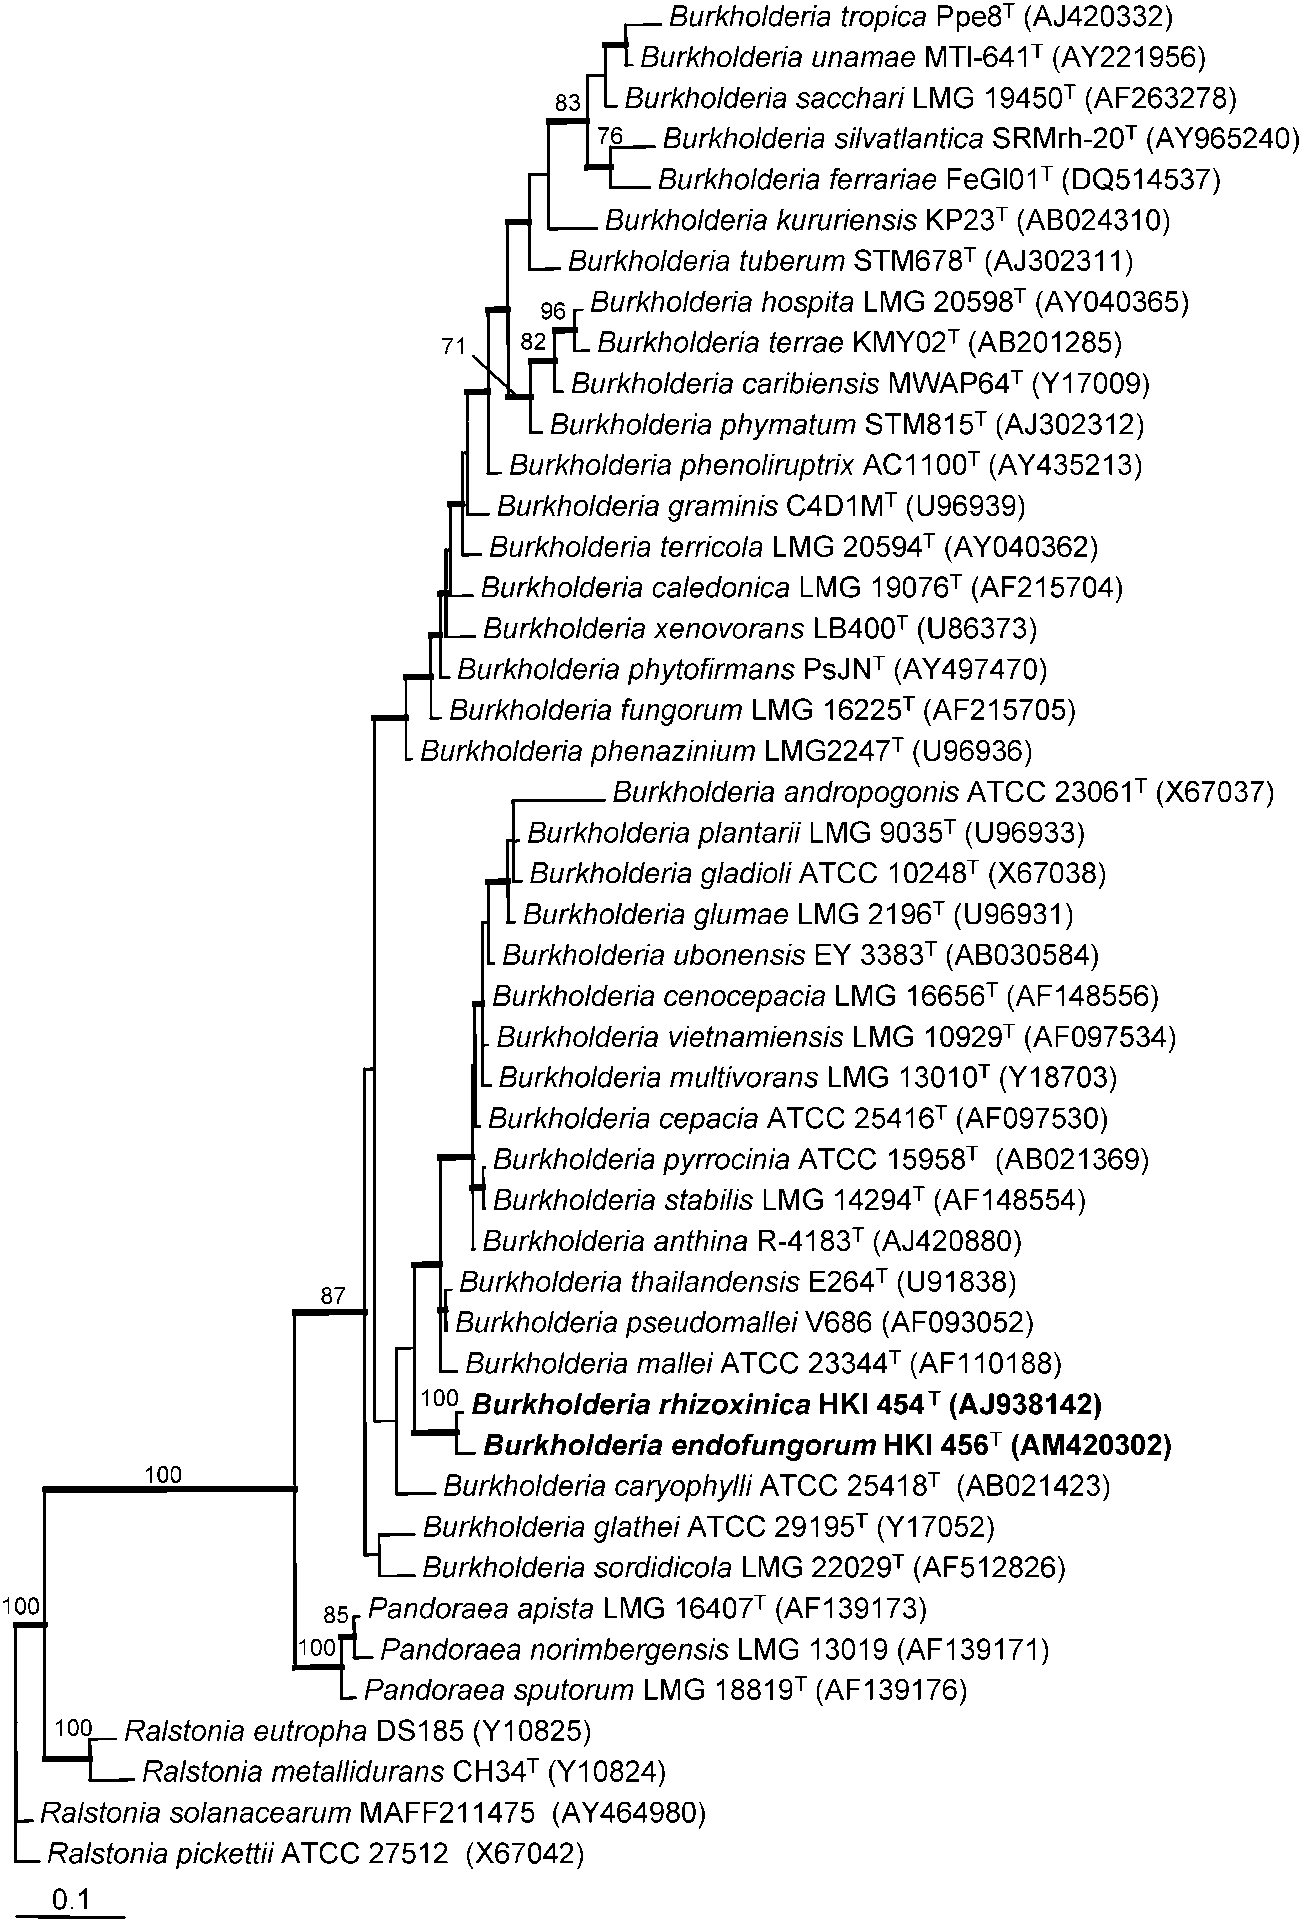 Burkholderia tropica Ppe8T (AJ420332)
Burkholderia unamae MTI-641T (AY221956)
83
Burkholderia sacchari LMG 19450T (AF263278)
76
Burkholderia silvatlantica SRMrh-20T (AY965240)
Burkholderia ferrariae FeGI01T (DQ514537)
Burkholderia kururiensis KP23T (AB024310)
Burkholderia tuberum STM678T (AJ302311)
96
Burkholderia hospita LMG 20598T (AY040365)
71
82
Burkholderia terrae KMY02T (AB201285)
Burkholderia caribiensis MWAP64T (Y17009)
Burkholderia phymatum STM815T (AJ302312)
Burkholderia phenoliruptrix AC1100T (AY435213)
Burkholderia graminis C4D1MT (U96939)
Burkholderia terricola LMG 20594T (AY040362)
Burkholderia caledonica LMG 19076T (AF215704)
Burkholderia xenovorans LB400T (U86373)
Burkholderia phytofirmans PsJNT (AY497470)
Burkholderia fungorum LMG 16225T (AF215705)
Burkholderia phenazinium LMG2247T (U96936)
Burkholderia andropogonis ATCC 23061T (X67037)
Burkholderia plantarii LMG 9035T (U96933)
Burkholderia gladioli ATCC 10248T (X67038)
Burkholderia glumae LMG 2196T (U96931)
Burkholderia ubonensis EY 3383T (AB030584)
Burkholderia cenocepacia LMG 16656T (AF148556)
Burkholderia vietnamiensis LMG 10929T (AF097534)
Burkholderia multivorans LMG 13010T (Y18703)
Burkholderia cepacia ATCC 25416T (AF097530)
Burkholderia pyrrocinia ATCC 15958T (AB021369)
Burkholderia stabilis LMG 14294T (AF148554)
Burkholderia anthina R-4183T (AJ420880)
Burkholderia thailandensis E264T (U91838)
87
Burkholderia pseudomallei V686 (AF093052)
Burkholderia mallei ATCC 23344T (AF110188)
100
Burkholderia rhizoxinica HKI 454T (AJ938142)
Burkholderia endofungorum HKI 456T (AM420302)
100
Burkholderia caryophylli ATCC 25418T (AB021423)
Burkholderia glathei ATCC 29195T (Y17052)
Burkholderia sordidicola LMG 22029T (AF512826)
100
85
Pandoraea apista LMG 16407T (AF139173)
100
Pandoraea norimbergensis LMG 13019 (AF139171)
Pandoraea sputorum LMG 18819T (AF139176)
100
Ralstonia eutropha DS185 (Y10825)
Ralstonia metallidurans CH34T (Y10824)
Ralstonia solanacearum MAFF211475 (AY464980)
Ralstonia pickettii ATCC 27512 (X67042)
0.1